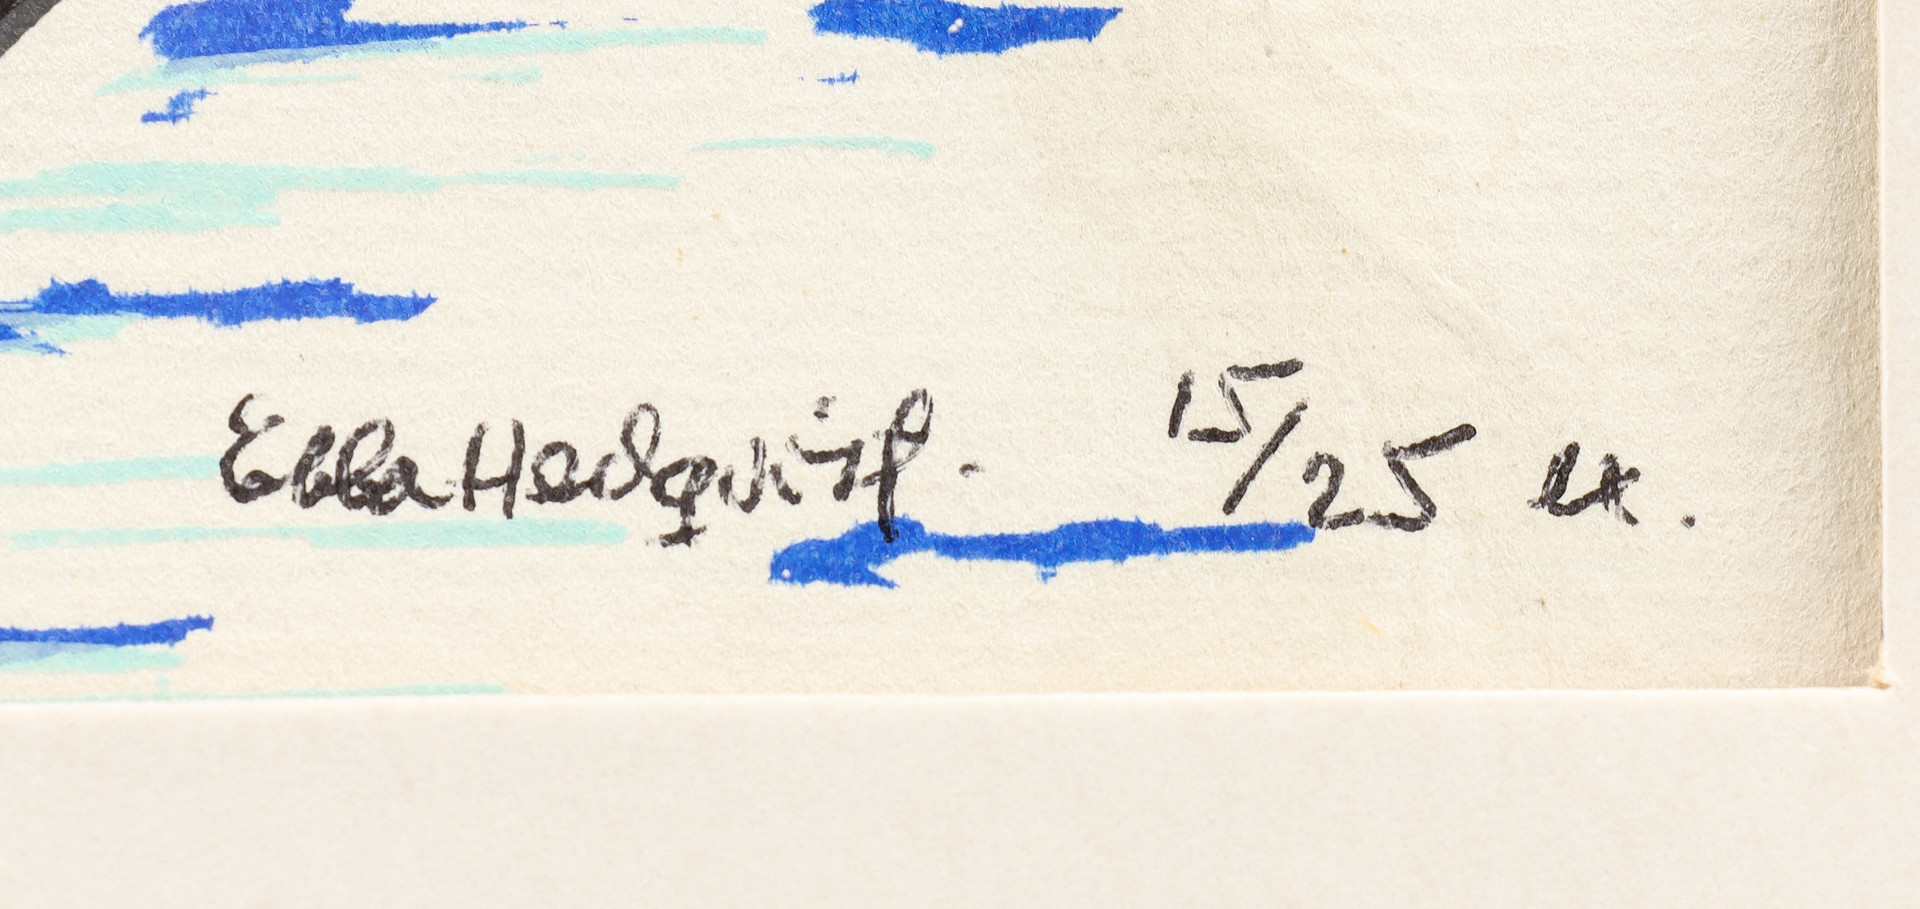 Ebba Hedqvist. 15/25 ex.